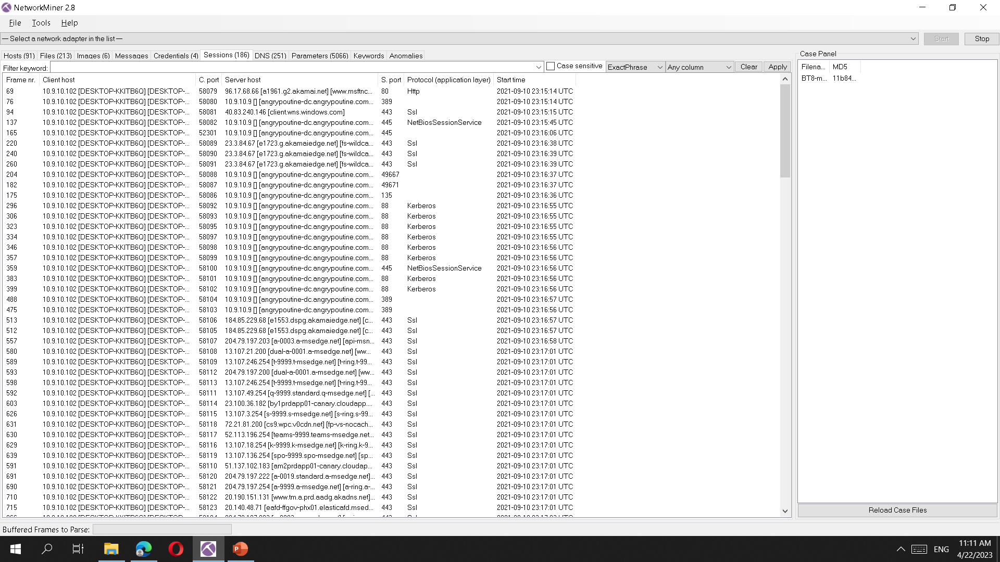 NetworkMiner 2.8
File Tools Help
— Select a network adapter in the list —
Start Stop
Hosts (91) Files (213) Images (6) Messages Credentials (4) Sessions (186) DNS (251) Parameters (5066) Keywords Anomalies
Case Panel
Filter keyword: Case sensitive ExactPhrase Any column Clear Apply
Filena... MD5
BT8-m... 11b84...
Frame nr. Client host C. port Server host S. port Protocol (application layer) Start time
69 10.9.10.102 [DESKTOP-KKITB6Q] [DESKTOP-... 58079 96.17.68.66 [a1961.g2.akamai.net] [www.msftnc... 80 Http 2021-09-10 23:15:14 UTC
76 10.9.10.102 [DESKTOP-KKITB6Q] [DESKTOP-... 58080 10.9.10.9 [] [angrypoutine-dc.angrypoutine.com... 389 2021-09-10 23:15:14 UTC
94 10.9.10.102 [DESKTOP-KKITB6Q] [DESKTOP-... 58081 40.83.240.146 [client.wns.windows.com] 443 Ssl 2021-09-10 23:15:15 UTC
137 10.9.10.102 [DESKTOP-KKITB6Q] [DESKTOP-... 58082 10.9.10.9 [] [angrypoutine-dc.angrypoutine.com... 445 NetBiosSessionService 2021-09-10 23:15:45 UTC
165 10.9.10.102 [DESKTOP-KKITB6Q] [DESKTOP-... 52301 10.9.10.9 [] [angrypoutine-dc.angrypoutine.com... 445 2021-09-10 23:16:06 UTC
220 10.9.10.102 [DESKTOP-KKITB6Q] [DESKTOP-... 58089 23.3.84.67 [e1723.g.akamaiedge.net] [fs-wildca... 443 Ssl 2021-09-10 23:16:38 UTC
240 10.9.10.102 [DESKTOP-KKITB6Q] [DESKTOP-... 58090 23.3.84.67 [e1723.g.akamaiedge.net] [fs-wildca... 443 Ssl 2021-09-10 23:16:39 UTC
260 10.9.10.102 [DESKTOP-KKITB6Q] [DESKTOP-... 58091 23.3.84.67 [e1723.g.akamaiedge.net] [fs-wildca... 443 Ssl 2021-09-10 23:16:39 UTC
204 10.9.10.102 [DESKTOP-KKITB6Q] [DESKTOP-... 58088 10.9.10.9 [] [angrypoutine-dc.angrypoutine.com... 49667 2021-09-10 23:16:37 UTC
182 10.9.10.102 [DESKTOP-KKITB6Q] [DESKTOP-... 58087 10.9.10.9 [] [angrypoutine-dc.angrypoutine.com... 49671 2021-09-10 23:16:37 UTC
175 10.9.10.102 [DESKTOP-KKITB6Q] [DESKTOP-... 58086 10.9.10.9 [] [angrypoutine-dc.angrypoutine.com... 135 2021-09-10 23:16:36 UTC
296 10.9.10.102 [DESKTOP-KKITB6Q] [DESKTOP-... 58092 10.9.10.9 [] [angrypoutine-dc.angrypoutine.com... 88 Kerberos 2021-09-10 23:16:55 UTC
306 10.9.10.102 [DESKTOP-KKITB6Q] [DESKTOP-... 58093 10.9.10.9 [] [angrypoutine-dc.angrypoutine.com... 88 Kerberos 2021-09-10 23:16:55 UTC
323 10.9.10.102 [DESKTOP-KKITB6Q] [DESKTOP-... 58095 10.9.10.9 [] [angrypoutine-dc.angrypoutine.com... 88 Kerberos 2021-09-10 23:16:55 UTC
334 10.9.10.102 [DESKTOP-KKITB6Q] [DESKTOP-... 58097 10.9.10.9 [] [angrypoutine-dc.angrypoutine.com... 88 Kerberos 2021-09-10 23:16:55 UTC
346 10.9.10.102 [DESKTOP-KKITB6Q] [DESKTOP-... 58098 10.9.10.9 [] [angrypoutine-dc.angrypoutine.com... 88 Kerberos 2021-09-10 23:16:55 UTC
357 10.9.10.102 [DESKTOP-KKITB6Q] [DESKTOP-... 58099 10.9.10.9 [] [angrypoutine-dc.angrypoutine.com... 88 Kerberos 2021-09-10 23:16:56 UTC
359 10.9.10.102 [DESKTOP-KKITB6Q] [DESKTOP-... 58100 10.9.10.9 [] [angrypoutine-dc.angrypoutine.com... 445 NetBiosSessionService 2021-09-10 23:16:56 UTC
383 10.9.10.102 [DESKTOP-KKITB6Q] [DESKTOP-... 58101 10.9.10.9 [] [angrypoutine-dc.angrypoutine.com... 88 Kerberos 2021-09-10 23:16:56 UTC
399 10.9.10.102 [DESKTOP-KKITB6Q] [DESKTOP-... 58102 10.9.10.9 [] [angrypoutine-dc.angrypoutine.com... 88 Kerberos 2021-09-10 23:16:56 UTC
488 10.9.10.102 [DESKTOP-KKITB6Q] [DESKTOP-... 58104 10.9.10.9 [] [angrypoutine-dc.angrypoutine.com... 389 2021-09-10 23:16:57 UTC
475 10.9.10.102 [DESKTOP-KKITB6Q] [DESKTOP-... 58103 10.9.10.9 [] [angrypoutine-dc.angrypoutine.com... 389 2021-09-10 23:16:56 UTC
513 10.9.10.102 [DESKTOP-KKITB6Q] [DESKTOP-... 58106 184.85.229.68 [e1553.dspg.akamaiedge.net] [c... 443 Ssl 2021-09-10 23:16:57 UTC
512 10.9.10.102 [DESKTOP-KKITB6Q] [DESKTOP-... 58105 184.85.229.68 [e1553.dspg.akamaiedge.net] [c... 443 Ssl 2021-09-10 23:16:57 UTC
557 10.9.10.102 [DESKTOP-KKITB6Q] [DESKTOP-... 58107 204.79.197.203 [a-0003.a-msedge.net] [api-msn... 443 Ssl 2021-09-10 23:16:58 UTC
580 10.9.10.102 [DESKTOP-KKITB6Q] [DESKTOP-... 58108 13.107.21.200 [dual-a-0001.a-msedge.net] [ww... 443 Ssl 2021-09-10 23:17:01 UTC
589 10.9.10.102 [DESKTOP-KKITB6Q] [DESKTOP-... 58109 13.107.246.254 [t-9999.t-msedge.net] [t-ring.t-99... 443 Ssl 2021-09-10 23:17:01 UTC
593 10.9.10.102 [DESKTOP-KKITB6Q] [DESKTOP-... 58112 204.79.197.200 [dual-a-0001.a-msedge.net] [ww... 443 Ssl 2021-09-10 23:17:01 UTC
598 10.9.10.102 [DESKTOP-KKITB6Q] [DESKTOP-... 58113 13.107.246.254 [t-9999.t-msedge.net] [t-ring.t-99... 443 Ssl 2021-09-10 23:17:01 UTC
592 10.9.10.102 [DESKTOP-KKITB6Q] [DESKTOP-... 58111 13.107.49.254 [q-9999.standard.q-msedge.net] [... 443 Ssl 2021-09-10 23:17:01 UTC
603 10.9.10.102 [DESKTOP-KKITB6Q] [DESKTOP-... 58114 23.100.36.182 [by1prdapp01-canary.cloudapp.... 443 Ssl 2021-09-10 23:17:01 UTC
626 10.9.10.102 [DESKTOP-KKITB6Q] [DESKTOP-... 58115 13.107.3.254 [s-9999.s-msedge.net] [s-ring.s-99... 443 Ssl 2021-09-10 23:17:01 UTC
631 10.9.10.102 [DESKTOP-KKITB6Q] [DESKTOP-... 58118 72.21.81.200 [cs9.wpc.v0cdn.net] [fp-vs-nocach... 443 Ssl 2021-09-10 23:17:01 UTC
630 10.9.10.102 [DESKTOP-KKITB6Q] [DESKTOP-... 58117 52.113.196.254 [teams-9999.teams-msedge.net... 443 Ssl 2021-09-10 23:17:01 UTC
629 10.9.10.102 [DESKTOP-KKITB6Q] [DESKTOP-... 58116 13.107.18.254 [k-9999.k-msedge.net] [k-ring.k-9... 443 Ssl 2021-09-10 23:17:01 UTC
639 10.9.10.102 [DESKTOP-KKITB6Q] [DESKTOP-... 58119 13.107.136.254 [spo-9999.spo-msedge.net] [sp... 443 Ssl 2021-09-10 23:17:01 UTC
591 10.9.10.102 [DESKTOP-KKITB6Q] [DESKTOP-... 58110 51.137.102.183 [am2prdapp01-canary.cloudap... 443 Ssl 2021-09-10 23:17:01 UTC
691 10.9.10.102 [DESKTOP-KKITB6Q] [DESKTOP-... 58120 204.79.197.222 [a-0019.standard.a-msedge.net]... 443 Ssl 2021-09-10 23:17:01 UTC
690 10.9.10.102 [DESKTOP-KKITB6Q] [DESKTOP-... 58121 204.79.197.254 [a-9999.a-msedge.net] [a-ring.a-... 443 Ssl 2021-09-10 23:17:01 UTC
710 10.9.10.102 [DESKTOP-KKITB6Q] [DESKTOP-... 58122 20.190.151.131 [www.tm.a.prd.aadg.akadns.net]... 443 Ssl 2021-09-10 23:17:01 UTC
715 10.9.10.102 [DESKTOP-KKITB6Q] [DESKTOP-... 58123 20.140.48.71 [eafd-ffgov-phx01.elasticafd.msed... 443 Ssl 2021-09-10 23:17:01 UTC
Reload Case Files
Buffered Frames to Parse:
ENG
11:11 AM
4/22/2023